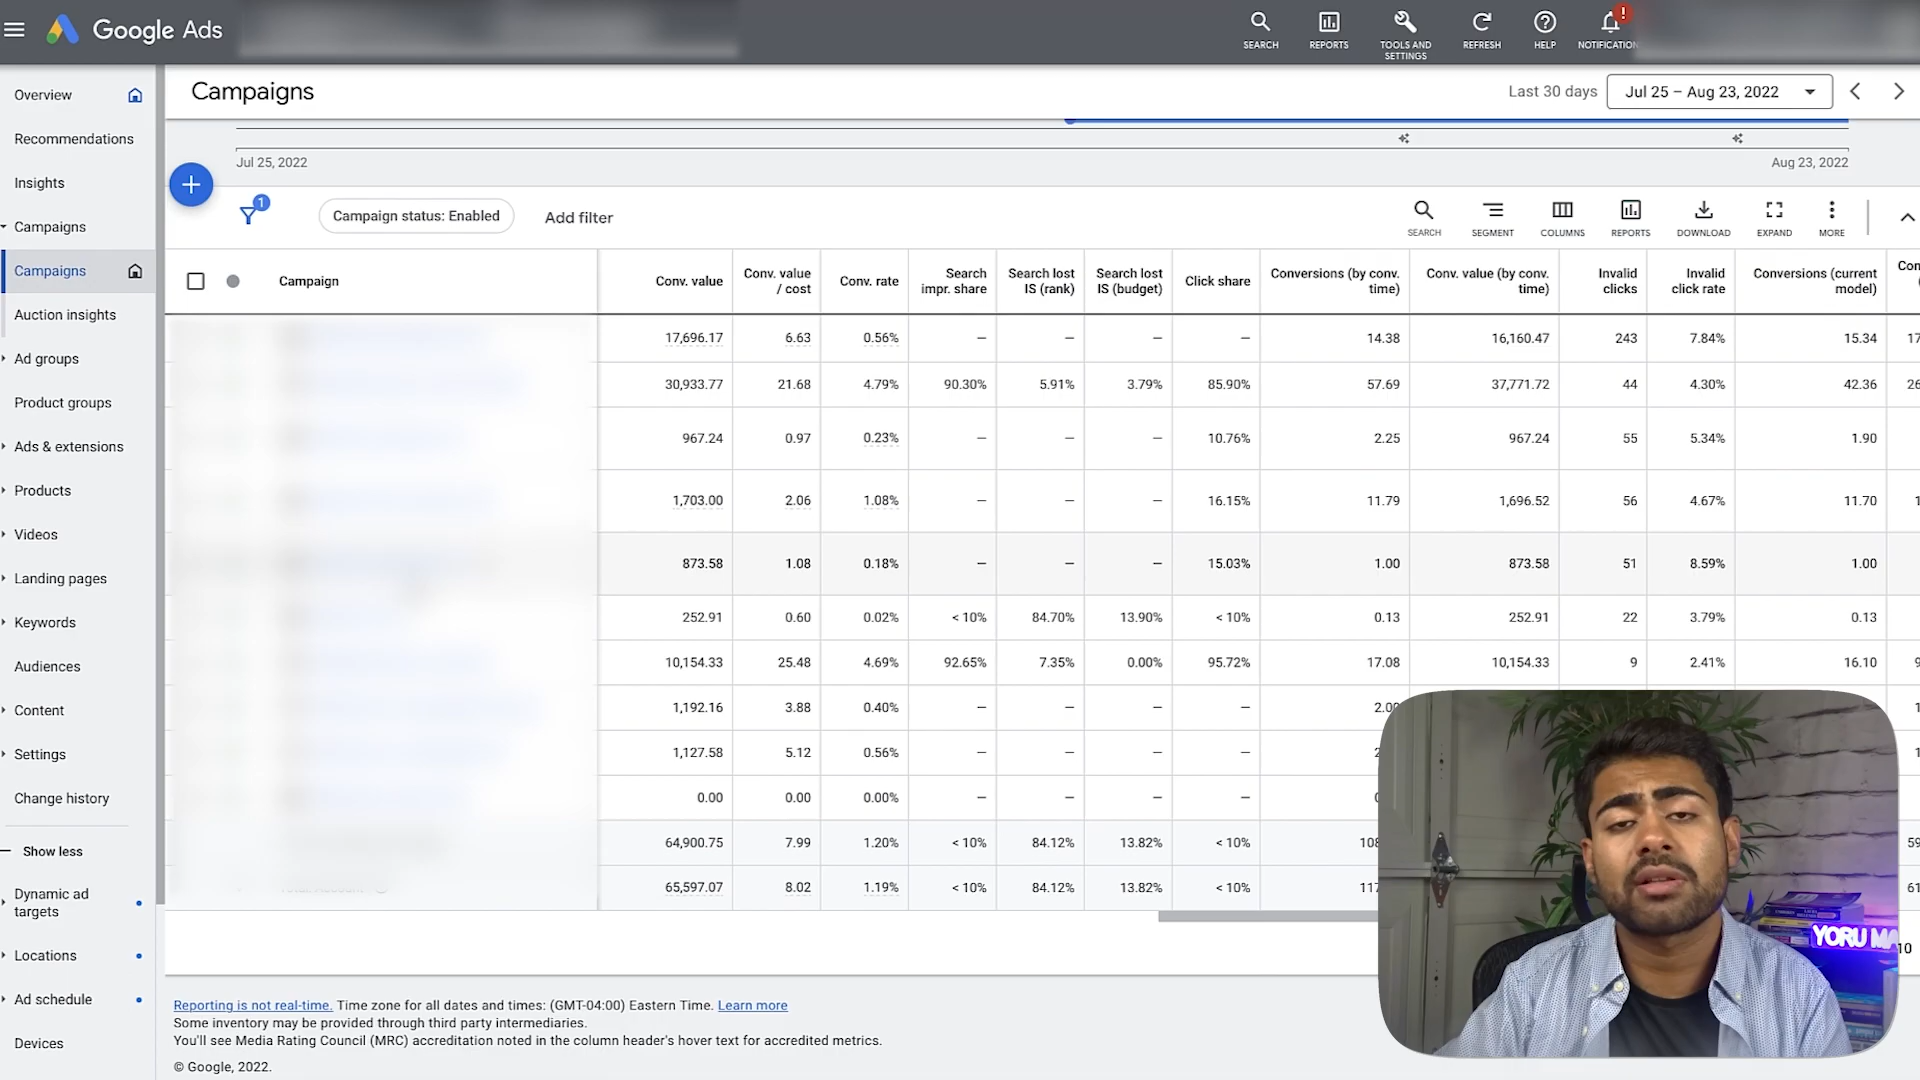 Google Ads
SEARCH
REPORTS
TOOLS AND
SETTINGS
REFRESH
HELP
!
NOTIFICATION
Overview
Recommendations
Insights
Campaigns
Campaigns
Auction insights
Ad groups
Product groups
Ads & extensions
Products
Videos
Landing pages
Keywords
Audiences
Content
Settings
Change history
Show less
Dynamic ad
targets
Locations
Ad schedule
Devices
Campaigns
Last 30 days
Jul 25 – Aug 23, 2022
Jul 25, 2022
Aug 23, 2022
1
Campaign status: Enabled
Add filter
SEARCH
SEGMENT
COLUMNS
REPORTS
DOWNLOAD
EXPAND
MORE
Campaign
Conv. value
Conv. value
/ cost
Conv. rate
Search
impr. share
Search lost
IS (rank)
Search lost
IS (budget)
Click share
Conversions (by conv.
time)
Conv. value (by conv.
time)
Invalid
clicks
Invalid
click rate
Conversions (current
model)
17,696.17 6.63 0.56% — — — — 14.38 16,160.47 243 7.84% 15.34 17
30,933.77 21.68 4.79% 90.30% 5.91% 3.79% 85.90% 57.69 37,771.72 44 4.30% 42.36 26
967.24 0.97 0.23% — — — 10.76% 2.25 967.24 55 5.34% 1.90
1,703.00 2.06 1.08% — — — 16.15% 11.79 1,696.52 56 4.67% 11.70 1
873.58 1.08 0.18% — — — 15.03% 1.00 873.58 51 8.59% 1.00
252.91 0.60 0.02% < 10% 84.70% 13.90% < 10% 0.13 252.91 22 3.79% 0.13
10,154.33 25.48 4.69% 92.65% 7.35% 0.00% 95.72% 17.08 10,154.33 9 2.41% 16.10 9
1,192.16 3.88 0.40% — — — — 2.00 1
1,127.58 5.12 0.56% — — — — 1
0.00 0.00 0.00% — — — —
64,900.75 7.99 1.20% < 10% 84.12% 13.82% < 10% 108 59
65,597.07 8.02 1.19% < 10% 84.12% 13.82% < 10% 117 61
YORU MA
10
Reporting is not real-time. Time zone for all dates and times: (GMT-04:00) Eastern Time. Learn more
Some inventory may be provided through third party intermediaries.
You'll see Media Rating Council (MRC) accreditation noted in the column header's hover text for accredited metrics.
© Google, 2022.